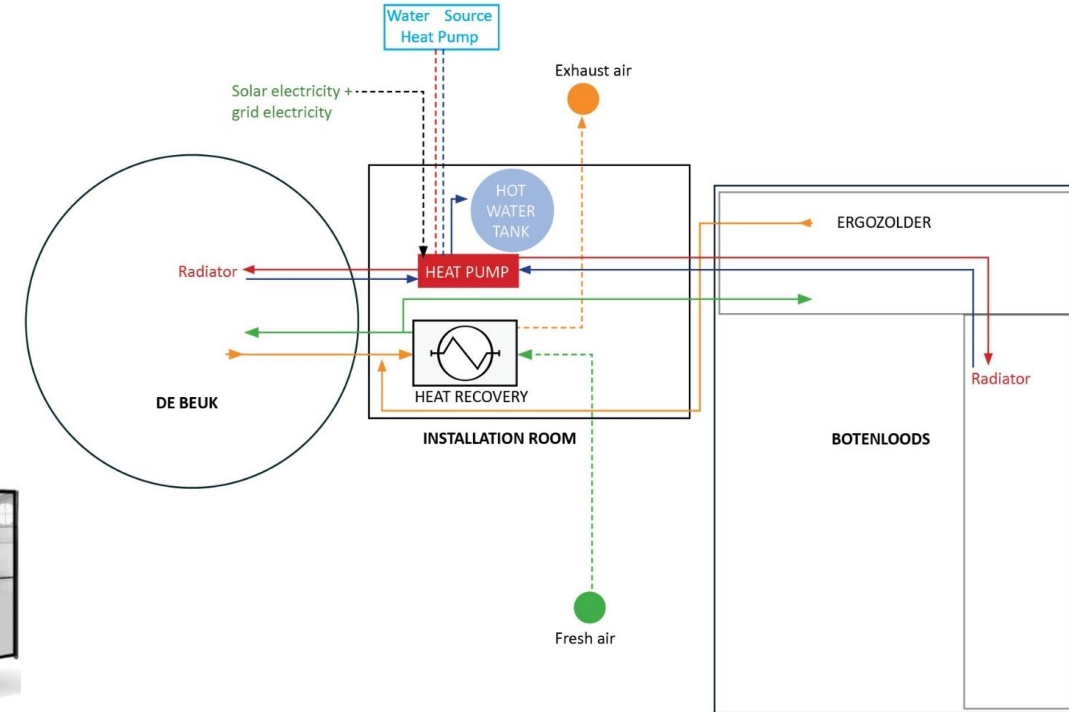 Water Source
Heat Pump
Exhaust air
Solar electricity +
grid electricity
HOT
WATER
TANK
ERGOZOLDER
Radiator
HEAT PUMP
Radiator
HEAT RECOVERY
DE BEUK
INSTALLATION ROOM
BOTENLOODS
Fresh air